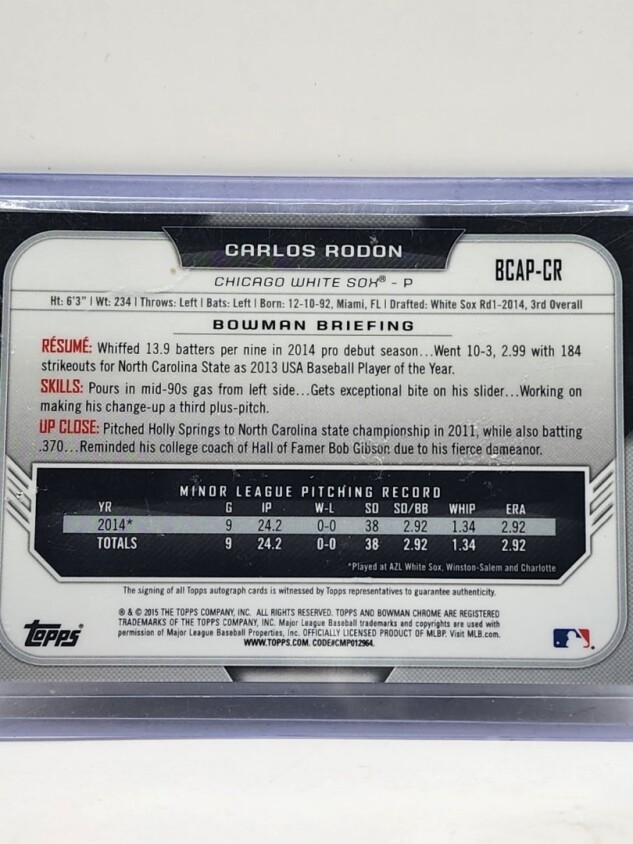 CARLOS RODON
BCAP-CR
CHICAGO WHITE SOX® - P
Ht: 6'3" | Wt: 234 | Throws: Left | Bats: Left | Born: 12-10-92, Miami, FL | Drafted: White Sox Rd1-2014, 3rd Overall
BOWMAN BRIEFING
RÉSUMÉ: Whiffed 13.9 batters per nine in 2014 pro debut season...Went 10-3, 2.99 with 184
strikeouts for North Carolina State as 2013 USA Baseball Player of the Year.
SKILLS: Pours in mid-90s gas from left side...Gets exceptional bite on his slider...Working on
making his change-up a third plus-pitch.
UP CLOSE: Pitched Holly Springs to North Carolina state championship in 2011, while also batting
.370...Reminded his college coach of Hall of Famer Bob Gibson due to his fierce demeanor.
MINOR LEAGUE PITCHING RECORD
YR G IP W-L SO SO/BB WHIP ERA
2014* 9 24.2 0-0 38 2.92 1.34 2.92
TOTALS 9 24.2 0-0 38 2.92 1.34 2.92
*Played at AZL White Sox, Winston-Salem and Charlotte
The signing of all Topps autograph cards is witnessed by Topps representatives to guarantee authenticity.
® & © 2015 THE TOPPS COMPANY, INC. ALL RIGHTS RESERVED. TOPPS AND BOWMAN CHROME ARE REGISTERED
TRADEMARKS OF THE TOPPS COMPANY, INC. Major League Baseball trademarks and copyrights are used with
permission of Major League Baseball Properties, Inc. OFFICIALLY LICENSED PRODUCT OF MLBP. Visit MLB.com.
WWW.TOPPS.COM. CODE#CMP012964.
TOPPS®